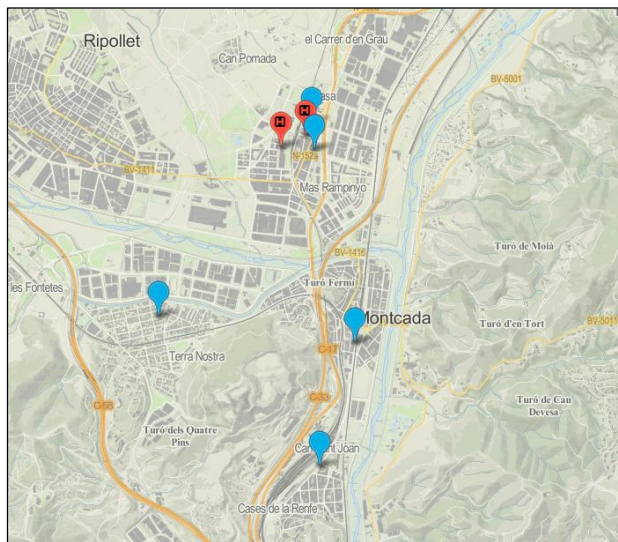 el Carrer d'en Grau
Ripollet
Can Pomada
BV-5001
asa
H
H
N-152a
BV-1411
Mas Rampinyo
Turó de Moià
BV-1416
les Fontetes
Turó Fermí
Montcada
Turó d'en Tort
BV-5011
C-17
Terra Nostra
C-58
C-33
Turó de Can
Devesa
Turó dels Quatre
Pins
Cases de la Renfe